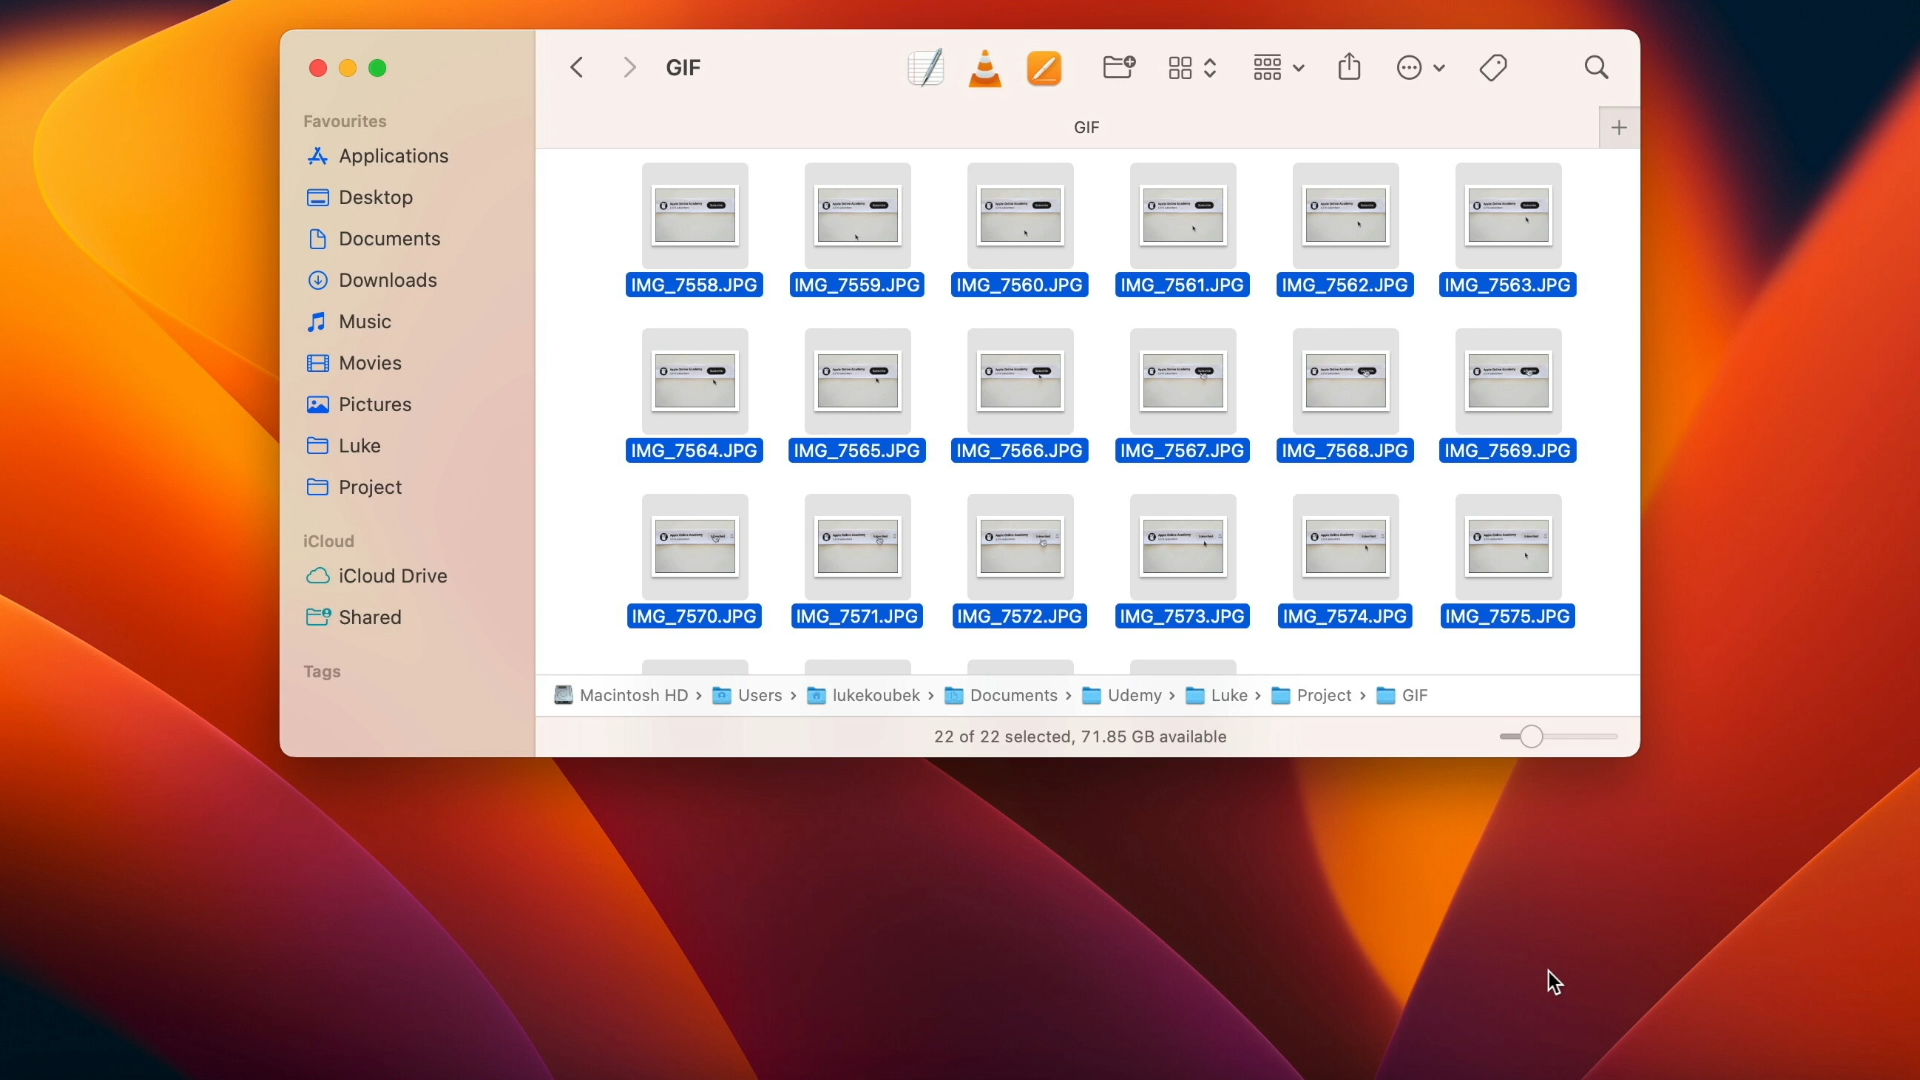 GIF
GIF
Favourites
Applications
Desktop
Documents
Downloads
Music
Movies
Pictures
Luke
Project
iCloud
iCloud Drive
Shared
Tags
IMG_7558.JPG IMG_7559.JPG IMG_7560.JPG IMG_7561.JPG IMG_7562.JPG IMG_7563.JPG
IMG_7564.JPG IMG_7565.JPG IMG_7566.JPG IMG_7567.JPG IMG_7568.JPG IMG_7569.JPG
IMG_7570.JPG IMG_7571.JPG IMG_7572.JPG IMG_7573.JPG IMG_7574.JPG IMG_7575.JPG
Macintosh HD › Users › lukekoubek › Documents › Udemy › Luke › Project › GIF
22 of 22 selected, 71.85 GB available